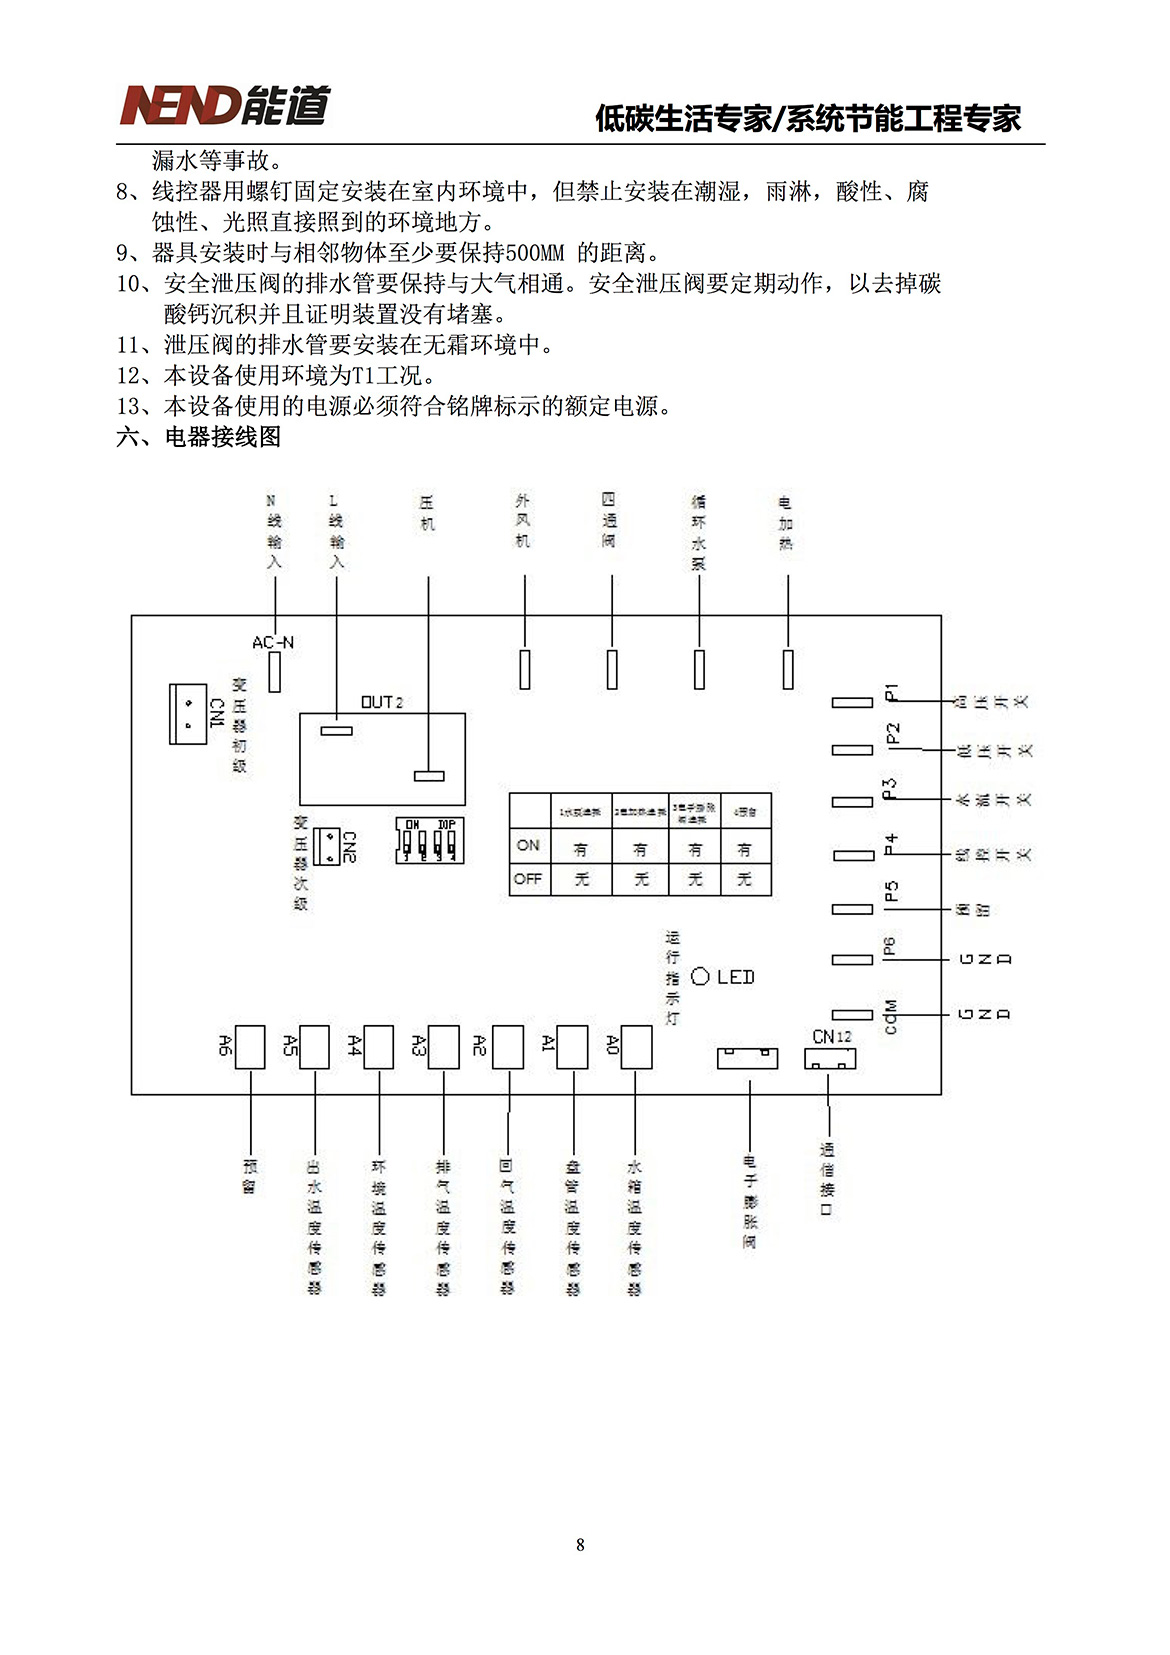 NEND能道
低碳生活专家/系统节能工程专家
漏水等事故。
8、线控器用螺钉固定安装在室内环境中，但禁止安装在潮湿，雨淋，酸性、腐
蚀性、光照直接照到的环境地方。
9、器具安装时与相邻物体至少要保持500MM 的距离。
10、安全泄压阀的排水管要保持与大气相通。安全泄压阀要定期动作，以去掉碳
酸钙沉积并且证明装置没有堵塞。
11、泄压阀的排水管要安装在无霜环境中。
12、本设备使用环境为T1工况。
13、本设备使用的电源必须符合铭牌标示的额定电源。
六、电器接线图
N线输入
L线输入
压机
外风机
四通阀
循环水泵
电加热
AC-N
CN1
变压器初级
OUT2
变压器次级
CN2
ON DIP
1 2 3 4
1水泵选择 2电加热选择 3电子膨胀阀选择 4预留
ON 有 有 有 有
OFF 无 无 无 无
运行指示灯
LED
P1 高压开关
P2 低压开关
P3 水流开关
P4 线控开关
P5 预留
P6 GND
COM GND
CN12
A6
A5
A4
A3
A2
A1
A0
预留
出水温度传感器
环境温度传感器
排气温度传感器
回气温度传感器
盘管温度传感器
水箱温度传感器
电子膨胀阀
通信接口
8